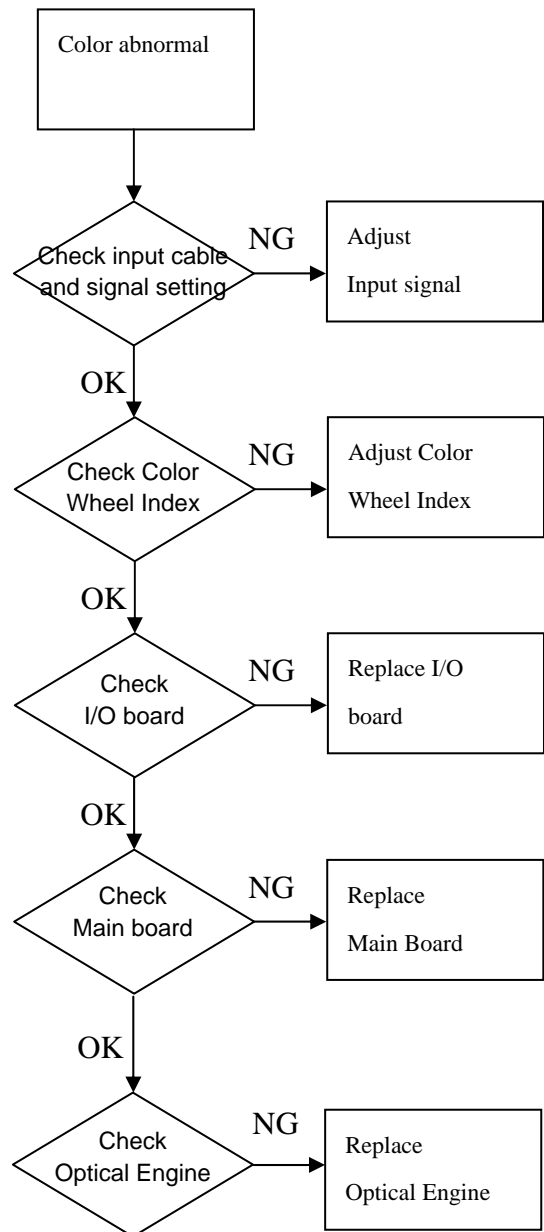 Color abnormal
Check input cable
and signal setting
NG
Adjust
Input signal
OK
Check Color
Wheel Index
NG
Adjust Color
Wheel Index
OK
Check
I/O board
NG
Replace I/O
board
OK
Check
Main board
NG
Replace
Main Board
OK
Check
Optical Engine
NG
Replace
Optical Engine